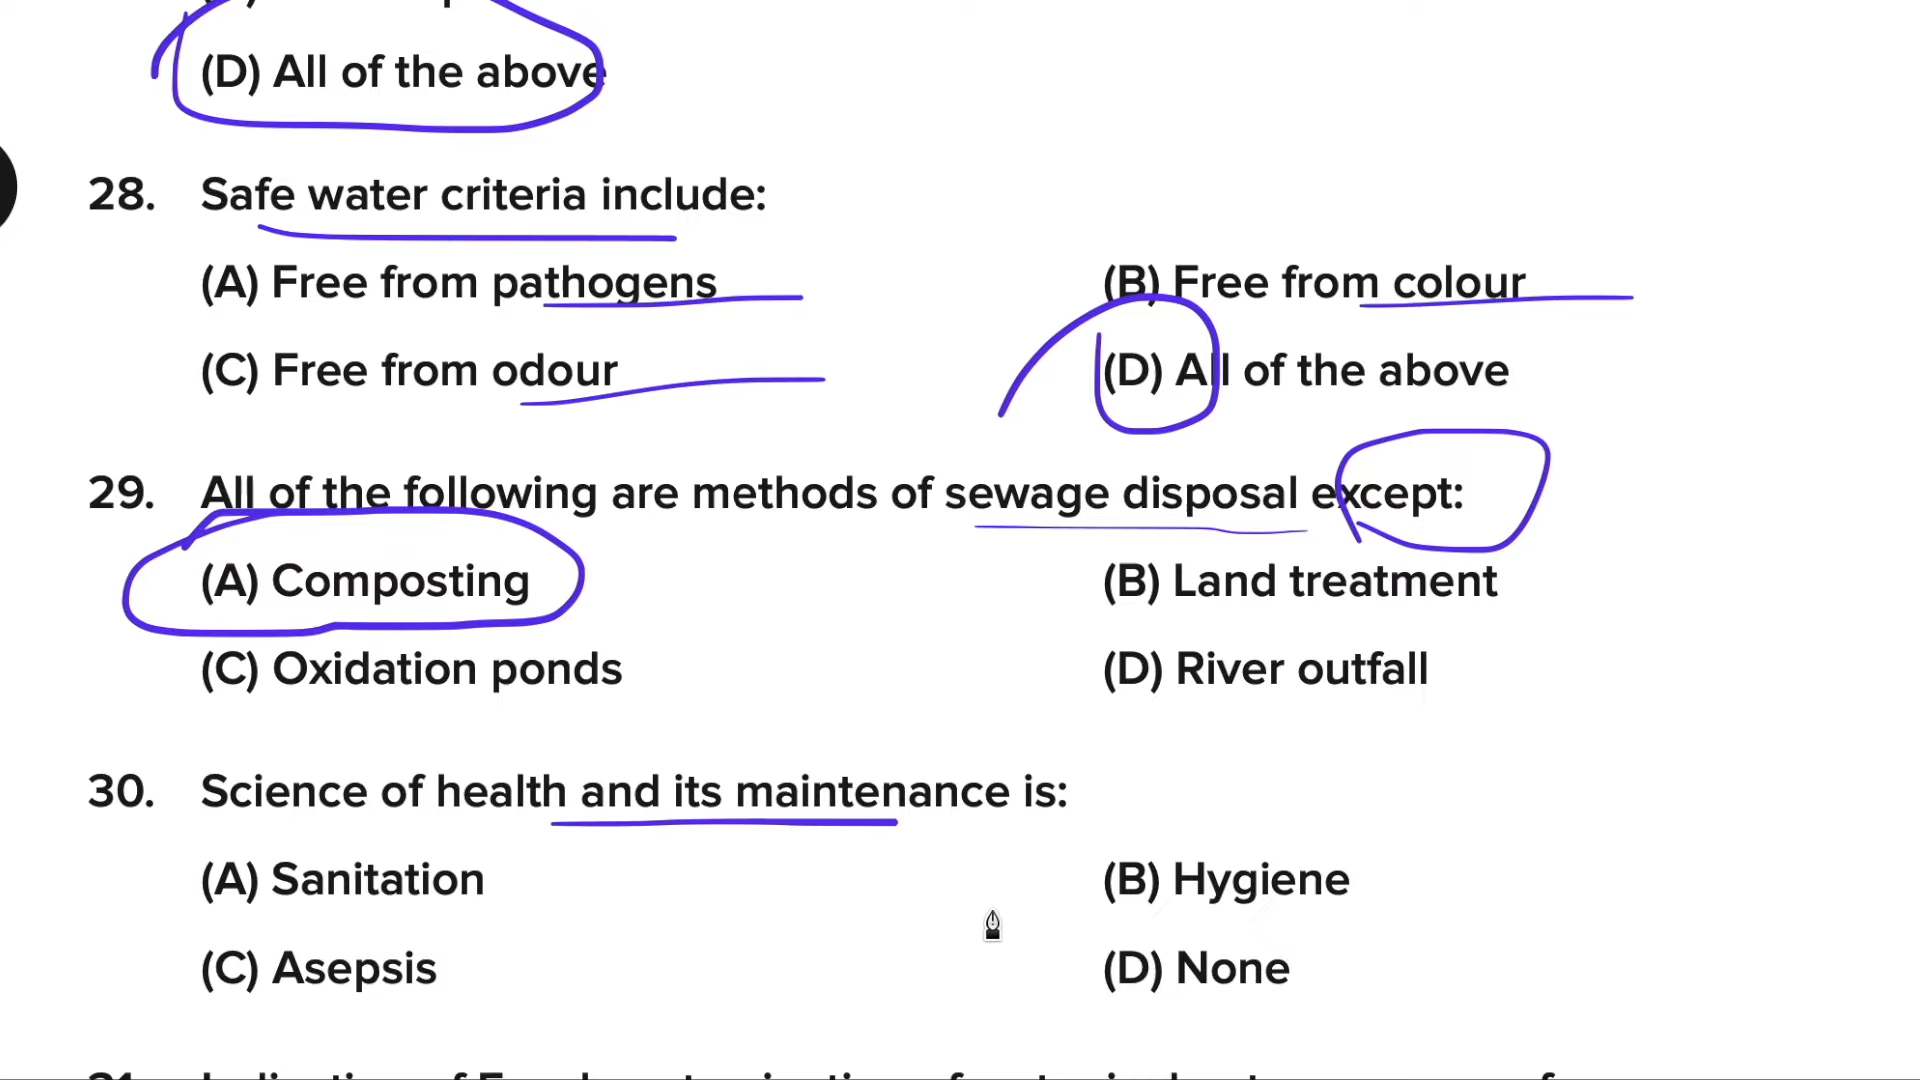 (D) All of the above
28. Safe water criteria include:
(A) Free from pathogens (B) Free from colour
(C) Free from odour (D) All of the above
29. All of the following are methods of sewage disposal except:
(A) Composting (B) Land treatment
(C) Oxidation ponds (D) River outfall
30. Science of health and its maintenance is:
(A) Sanitation (B) Hygiene
(C) Asepsis (D) None